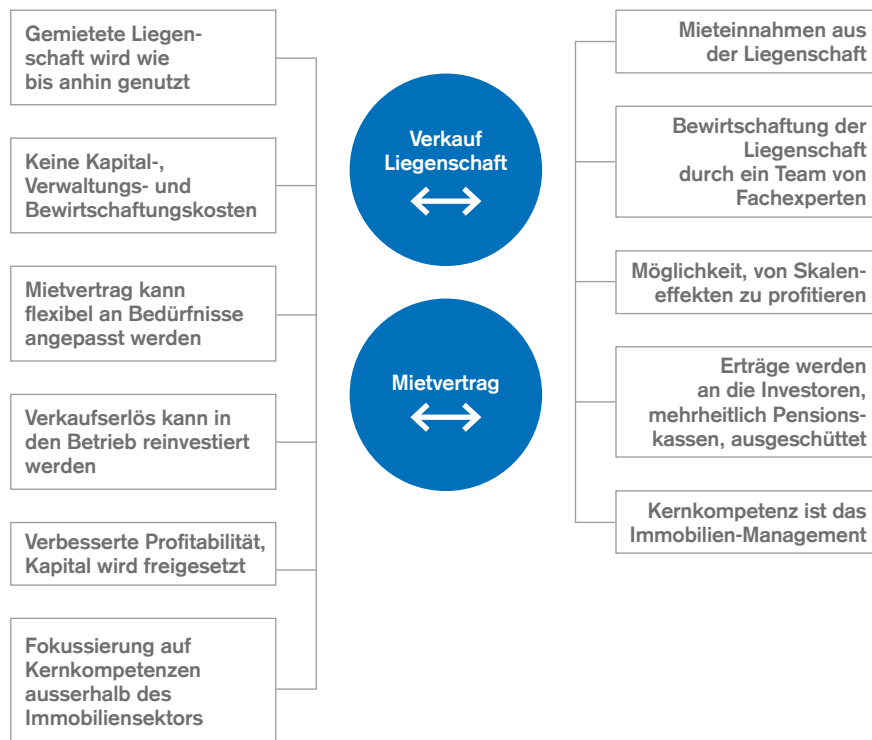 Gemietete Liegen-
schaft wird wie
bis anhin genutzt
Keine Kapital-,
Verwaltungs- und
Bewirtschaftungskosten
Mietvertrag kann
flexibel an Bedürfnisse
angepasst werden
Verkaufserlös kann in
den Betrieb reinvestiert
werden
Verbesserte Profitabilität,
Kapital wird freigesetzt
Fokussierung auf
Kernkompetenzen
ausserhalb des
Immobiliensektors
Verkauf
Liegenschaft
Mietvertrag
Mieteinnahmen aus
der Liegenschaft
Bewirtschaftung der
Liegenschaft
durch ein Team von
Fachexperten
Möglichkeit, von Skalen-
effekten zu profitieren
Erträge werden
an die Investoren,
mehrheitlich Pensions-
kassen, ausgeschüttet
Kernkompetenz ist das
Immobilien-Management